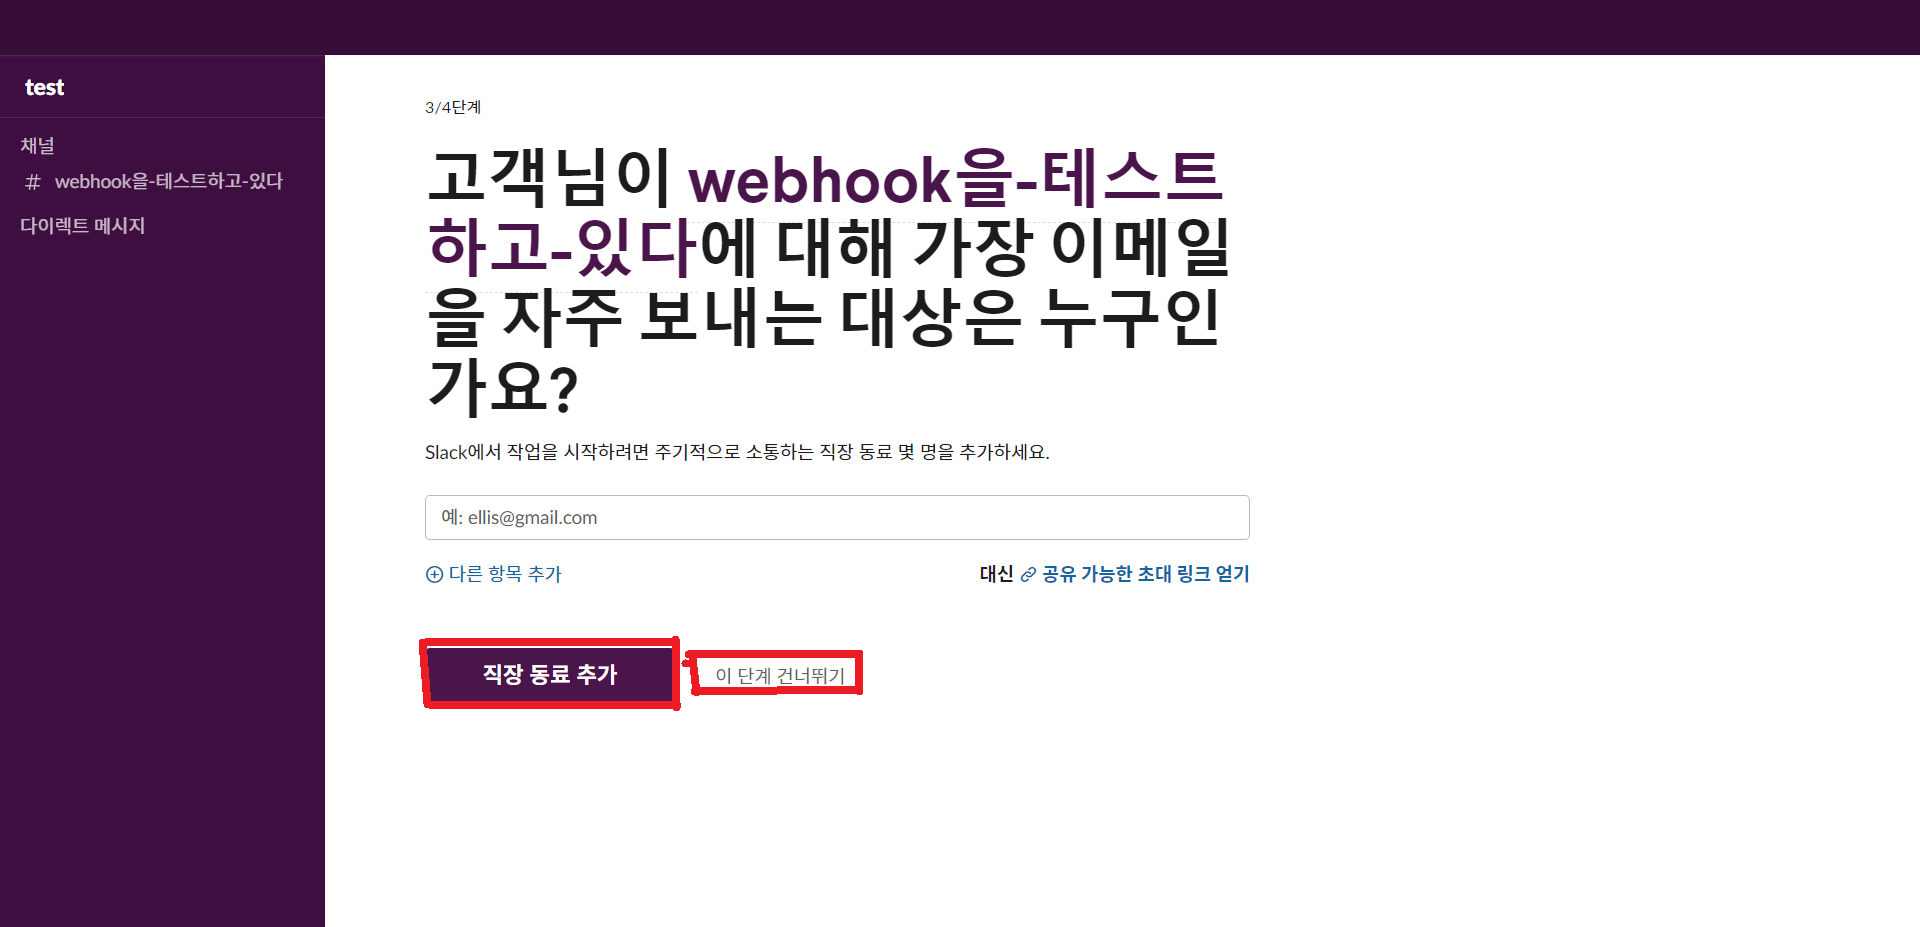 test
채널
# webhook을-테스트하고-있다
다이렉트 메시지
3/4단계
고객님이 webhook을-테스트
하고-있다에 대해 가장 이메일
을 자주 보내는 대상은 누구인
가요?
Slack에서 작업을 시작하려면 주기적으로 소통하는 직장 동료 몇 명을 추가하세요.
예: ellis@gmail.com
다른 항목 추가
대신 공유 가능한 초대 링크 얻기
직장 동료 추가
이 단계 건너뛰기